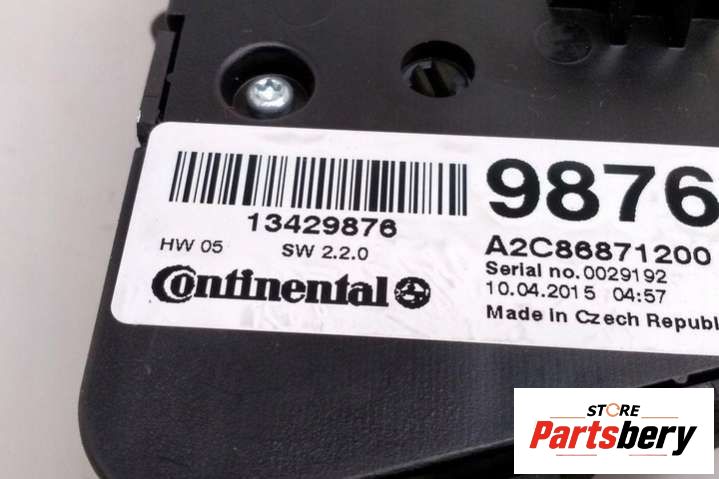 13429876
HW 05 SW 2.2.0
Continental
9876
A2C86871200
Serial no.0029192
10.04.2015 04:57
Made in Czech
STORE
Partsbery